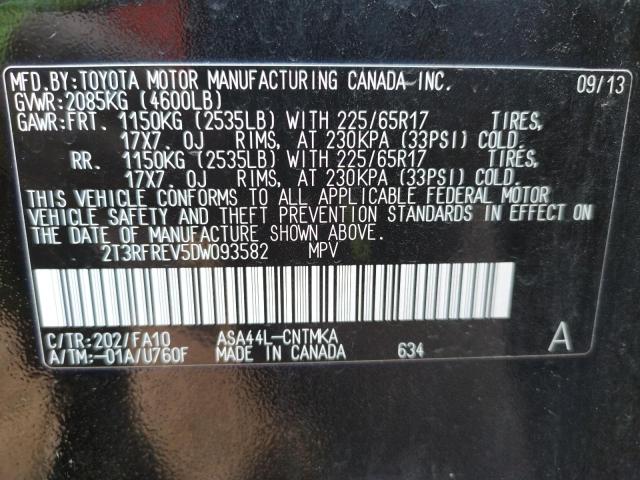 MFD.BY:TOYOTA MOTOR MANUFACTURING CANADA INC. 09/13
GVWR:2085KG (4600LB)
GAWR:FRT. 1150KG (2535LB) WITH 225/65R17 TIRES,
17X7. 0J RIMS, AT 230KPA (33PSI) COLD.
RR. 1150KG (2535LB) WITH 225/65R17 TIRES,
17X7. 0J RIMS, AT 230KPA (33PSI) COLD.
THIS VEHICLE CONFORMS TO ALL APPLICABLE FEDERAL MOTOR
VEHICLE SAFETY AND THEFT PREVENTION STANDARDS IN EFFECT ON
THE DATE OF MANUFACTURE SHOWN ABOVE.
2T3RFREV5DW093582 MPV
C/TR:202/FA10 ASA44L-CNTMKA
A/TM:-01A/U760F MADE IN CANADA 634 A